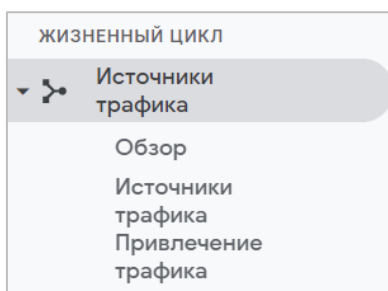 ЖИЗНЕННЫЙ ЦИКЛ
Источники
трафика
Обзор
Источники
трафика
Привлечение
трафика